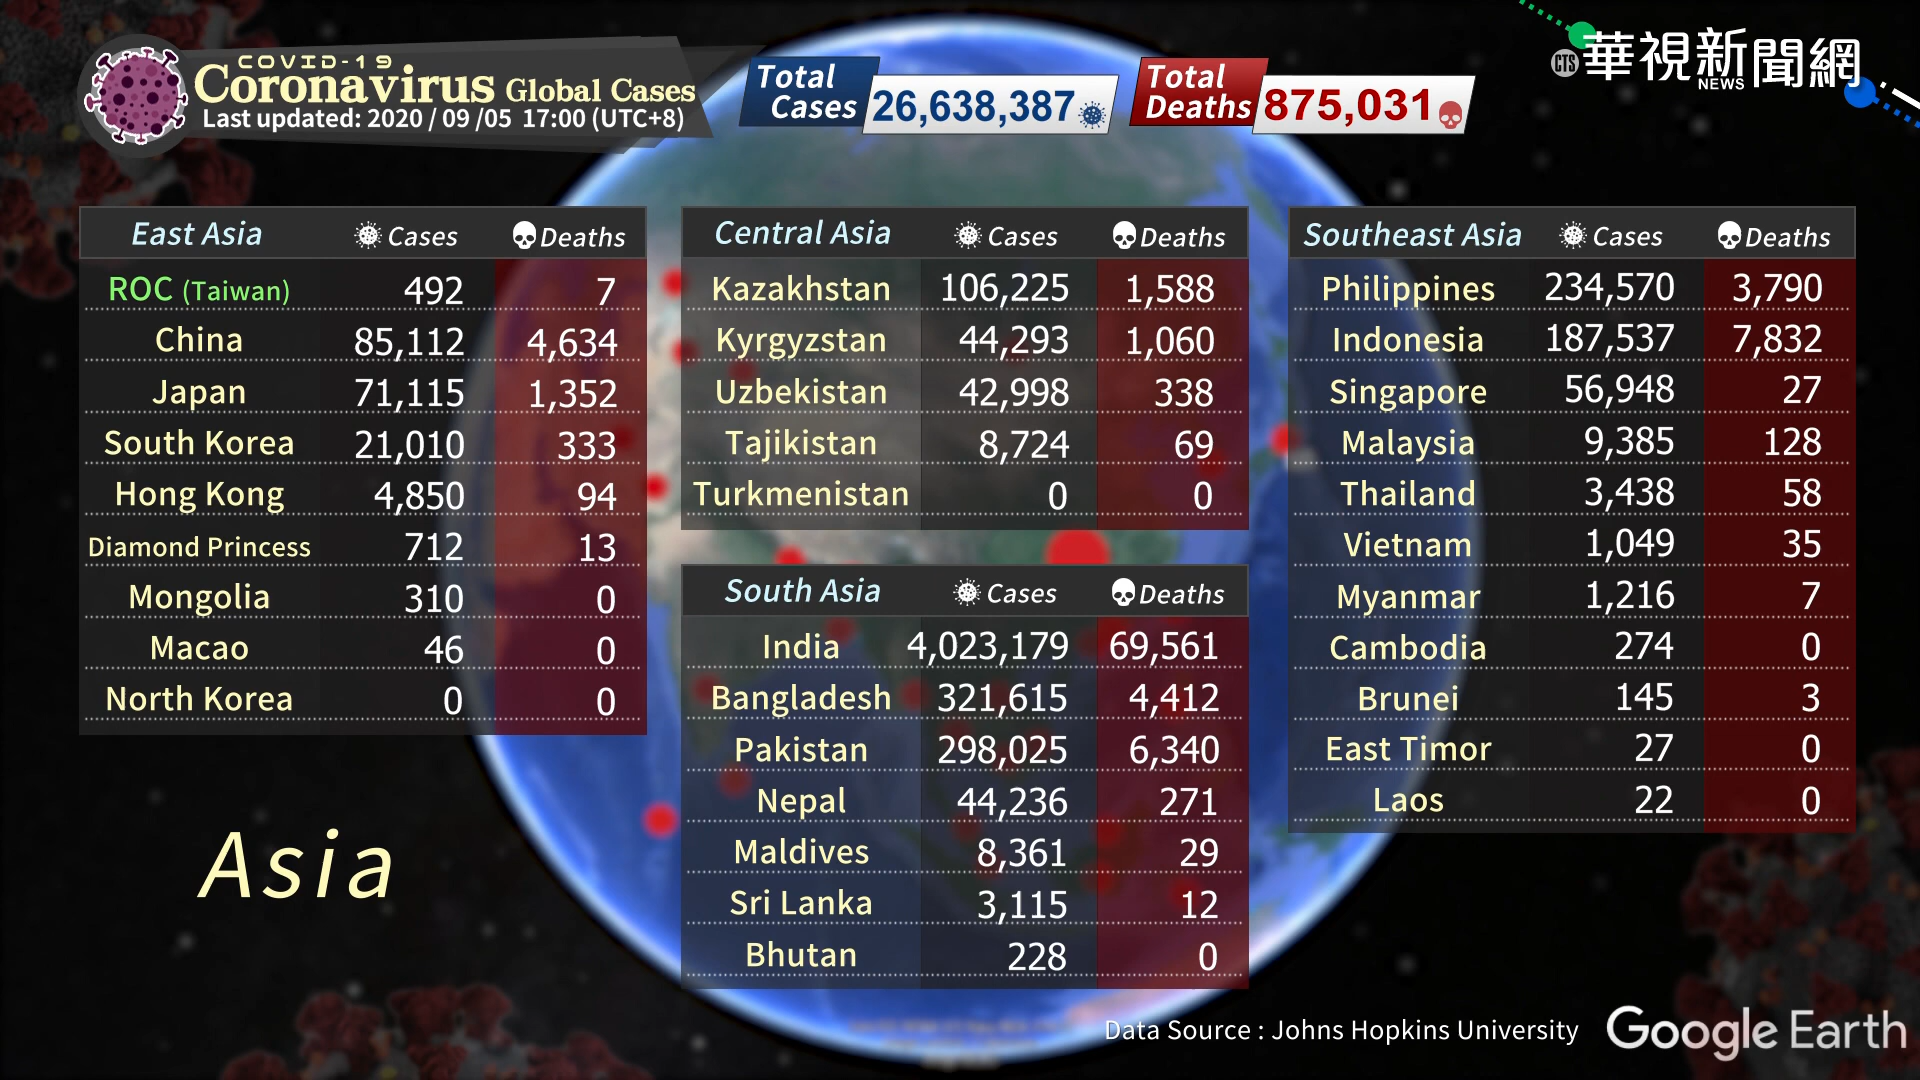 COVID-19
Coronavirus Global Cases
Last updated: 2020 / 09 /05 17:00 (UTC+8)
Total Cases 26,638,387
Total Deaths 875,031
CTS 華視新聞網
NEWS
East Asia Cases Deaths
ROC (Taiwan) 492 7
China 85,112 4,634
Japan 71,115 1,352
South Korea 21,010 333
Hong Kong 4,850 94
Diamond Princess 712 13
Mongolia 310 0
Macao 46 0
North Korea 0 0
Central Asia Cases Deaths
Kazakhstan 106,225 1,588
Kyrgyzstan 44,293 1,060
Uzbekistan 42,998 338
Tajikistan 8,724 69
Turkmenistan 0 0
South Asia Cases Deaths
India 4,023,179 69,561
Bangladesh 321,615 4,412
Pakistan 298,025 6,340
Nepal 44,236 271
Maldives 8,361 29
Sri Lanka 3,115 12
Bhutan 228 0
Southeast Asia Cases Deaths
Philippines 234,570 3,790
Indonesia 187,537 7,832
Singapore 56,948 27
Malaysia 9,385 128
Thailand 3,438 58
Vietnam 1,049 35
Myanmar 1,216 7
Cambodia 274 0
Brunei 145 3
East Timor 27 0
Laos 22 0
Asia
Data Source : Johns Hopkins University
Google Earth